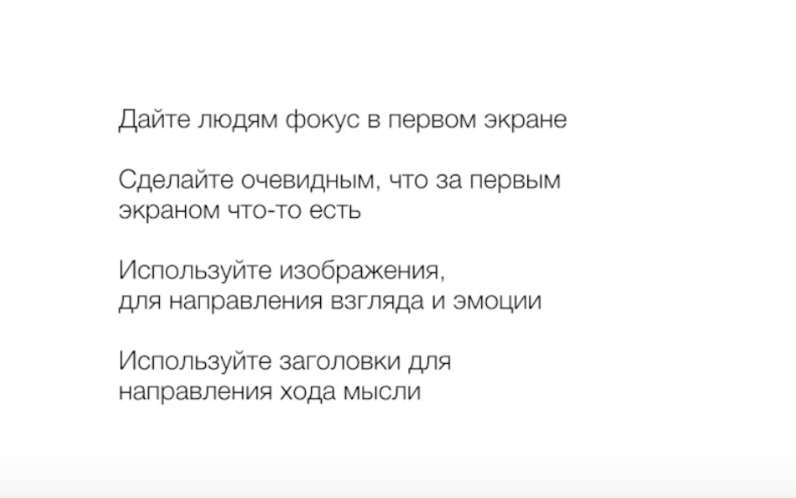 Дайте людям фокус в первом экране
Сделайте очевидным, что за первым
экраном что-то есть
Используйте изображения,
для направления взгляда и эмоции
Используйте заголовки для
направления хода мысли